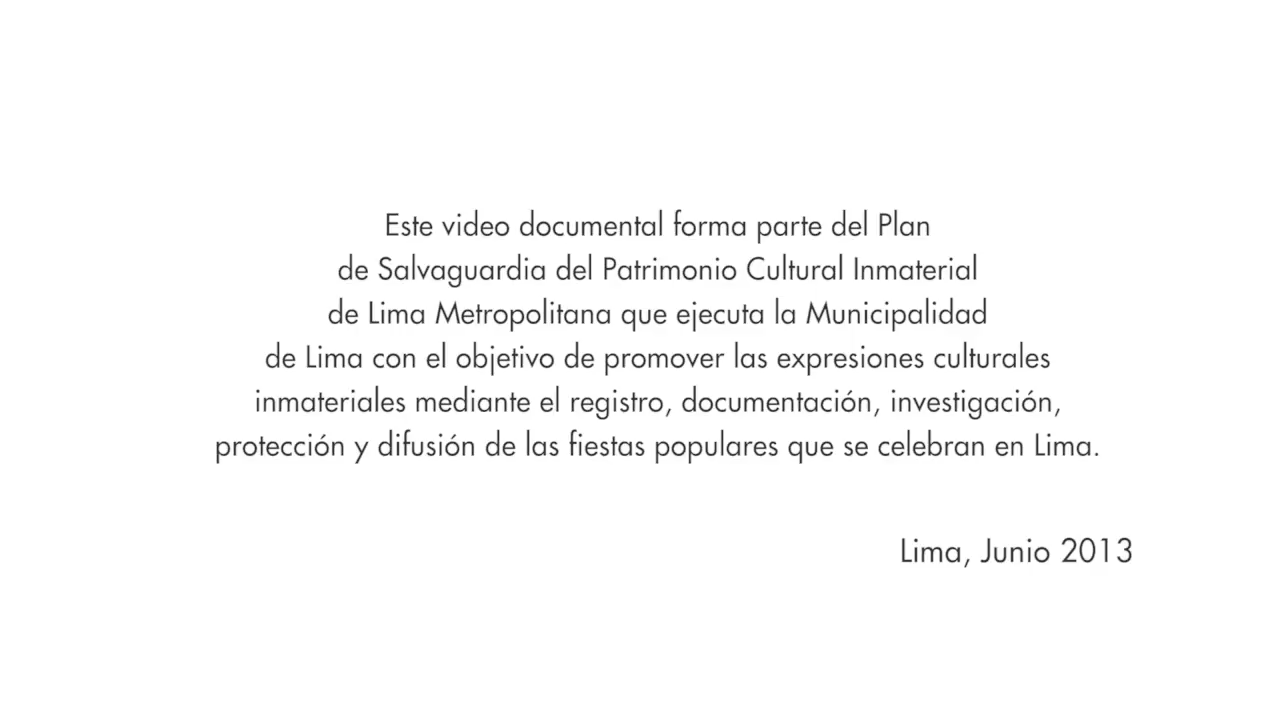 Este video documental forma parte del Plan
de Salvaguardia del Patrimonio Cultural Inmaterial
de Lima Metropolitana que ejecuta la Municipalidad
de Lima con el objetivo de promover las expresiones culturales
inmateriales mediante el registro, documentación, investigación,
protección y difusión de las fiestas populares que se celebran en Lima.
Lima, Junio 2013